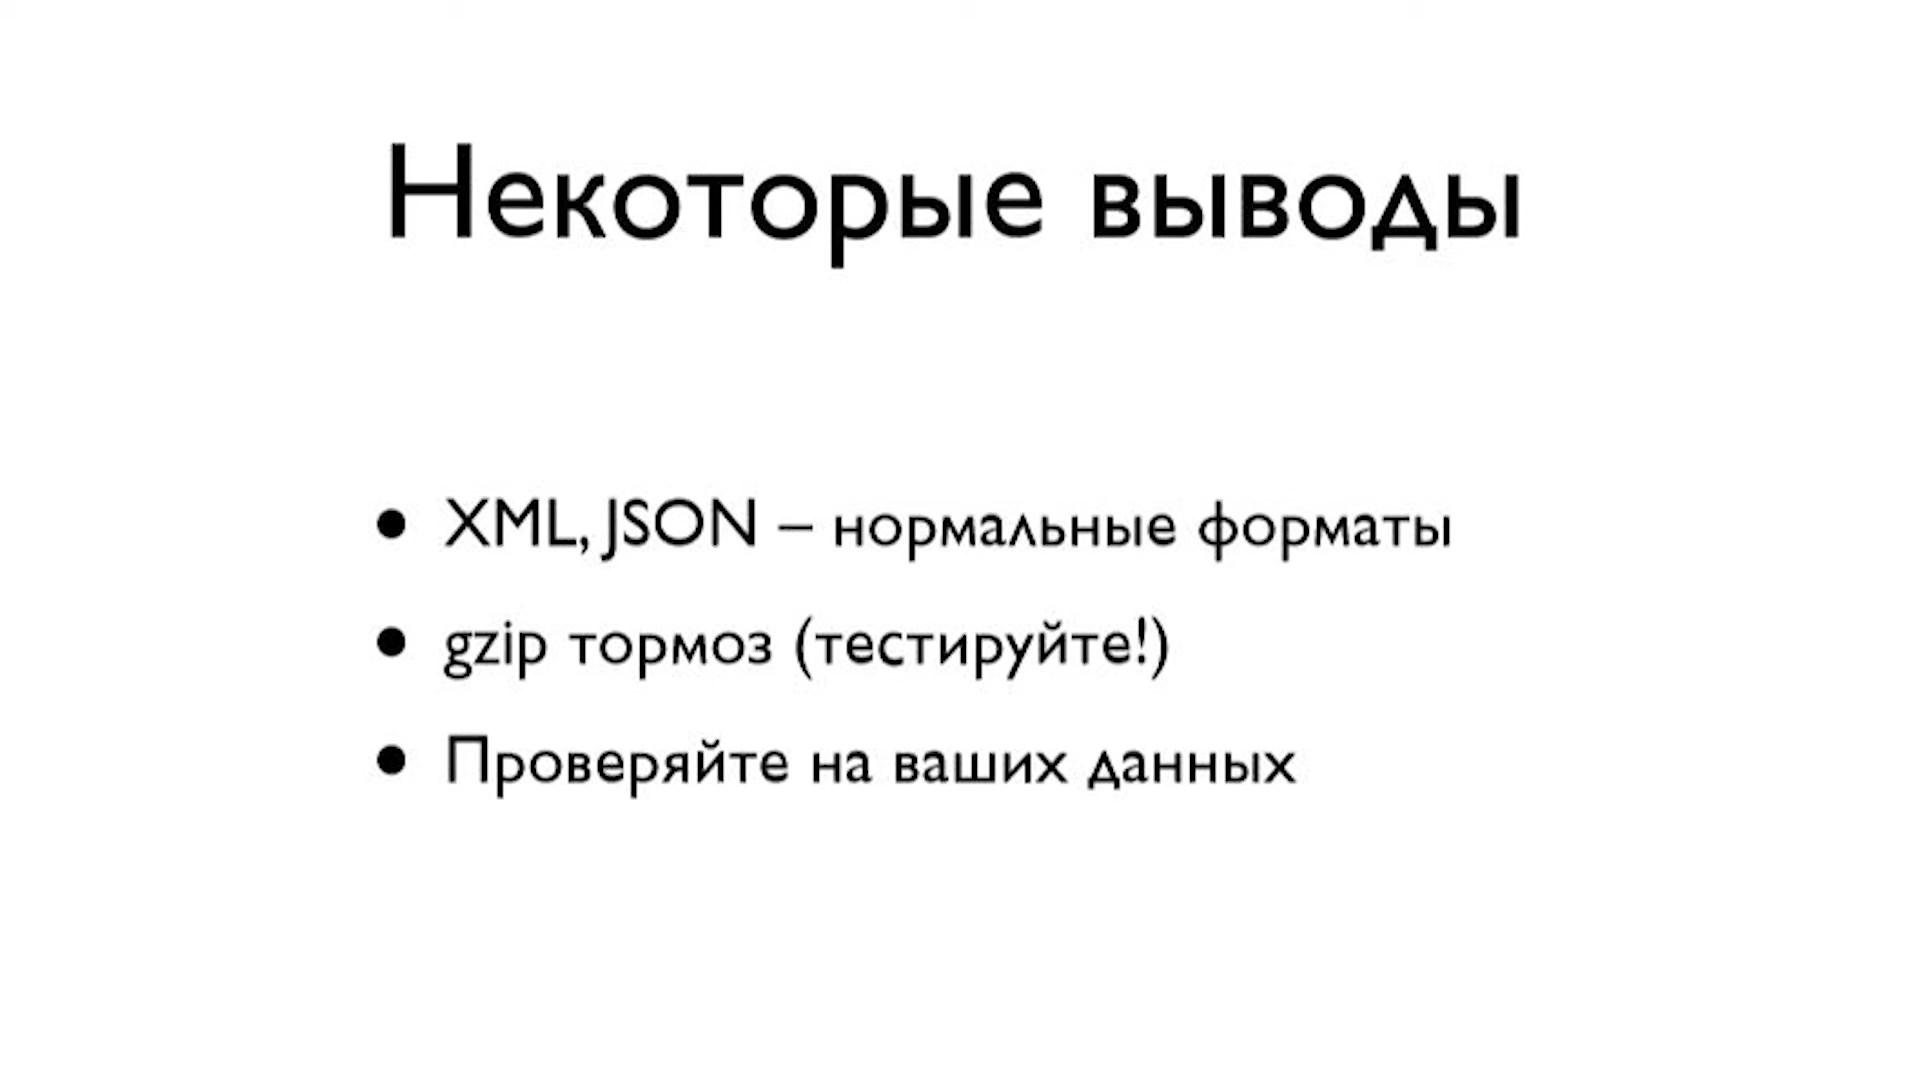 Некоторые выводы
• XML, JSON – нормальные форматы
• gzip тормоз (тестируйте!)
• Проверяйте на ваших данных